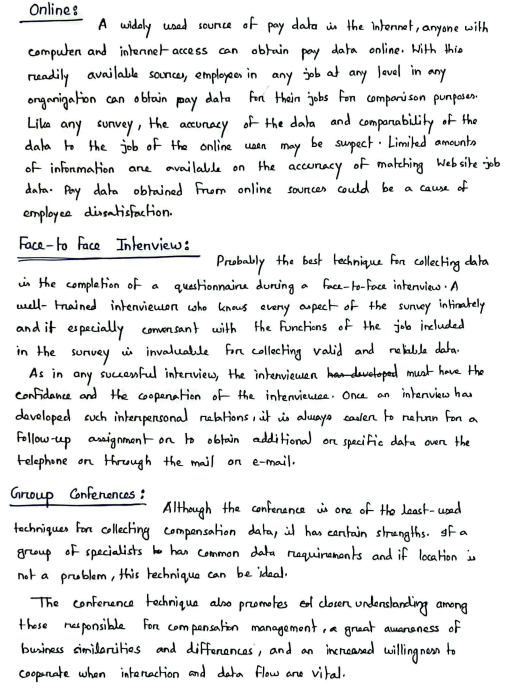 Online:
A widely used source of pay data is the internet, anyone with
computer and internet access can obtain pay data online. With this
readily available source, employees in any job at any level in any
organization can obtain pay data for their jobs for comparison purposes.
Like any survey, the accuracy of the data and comparability of the
data to the job of the online user may be suspect. Limited amounts
of information are available on the accuracy of matching Web site job
data. Pay data obtained from online sources could be a cause of
employee dissatisfaction.
Face-to Face Interview:
Probably the best technique for collecting data
is the completion of a questionnaire during a face-to-face interview. A
well-trained interviewer who knows every aspect of the survey intimately
and if especially conversant with the functions of the job included
in the survey is invaluable for collecting valid and reliable data.
As in any successful interview, the interviewer has developed must have the
confidence and the cooperation of the interviewee. Once an interview has
developed such interpersonal relations, it is always easier to return for a
follow-up assignment or to obtain additional or specific data over the
telephone or through the mail or e-mail.
Group Conferences:
Although the conference is one of the least-used
techniques for collecting compensation data, it has certain strengths. If a
group of specialists has common data requirements and if location is
not a problem, this technique can be ideal.
The conference technique also promotes closer understanding among
those responsible for compensation management, a great awareness of
business similarities and differences, and an increased willingness to
cooperate when interaction and data flow are vital.